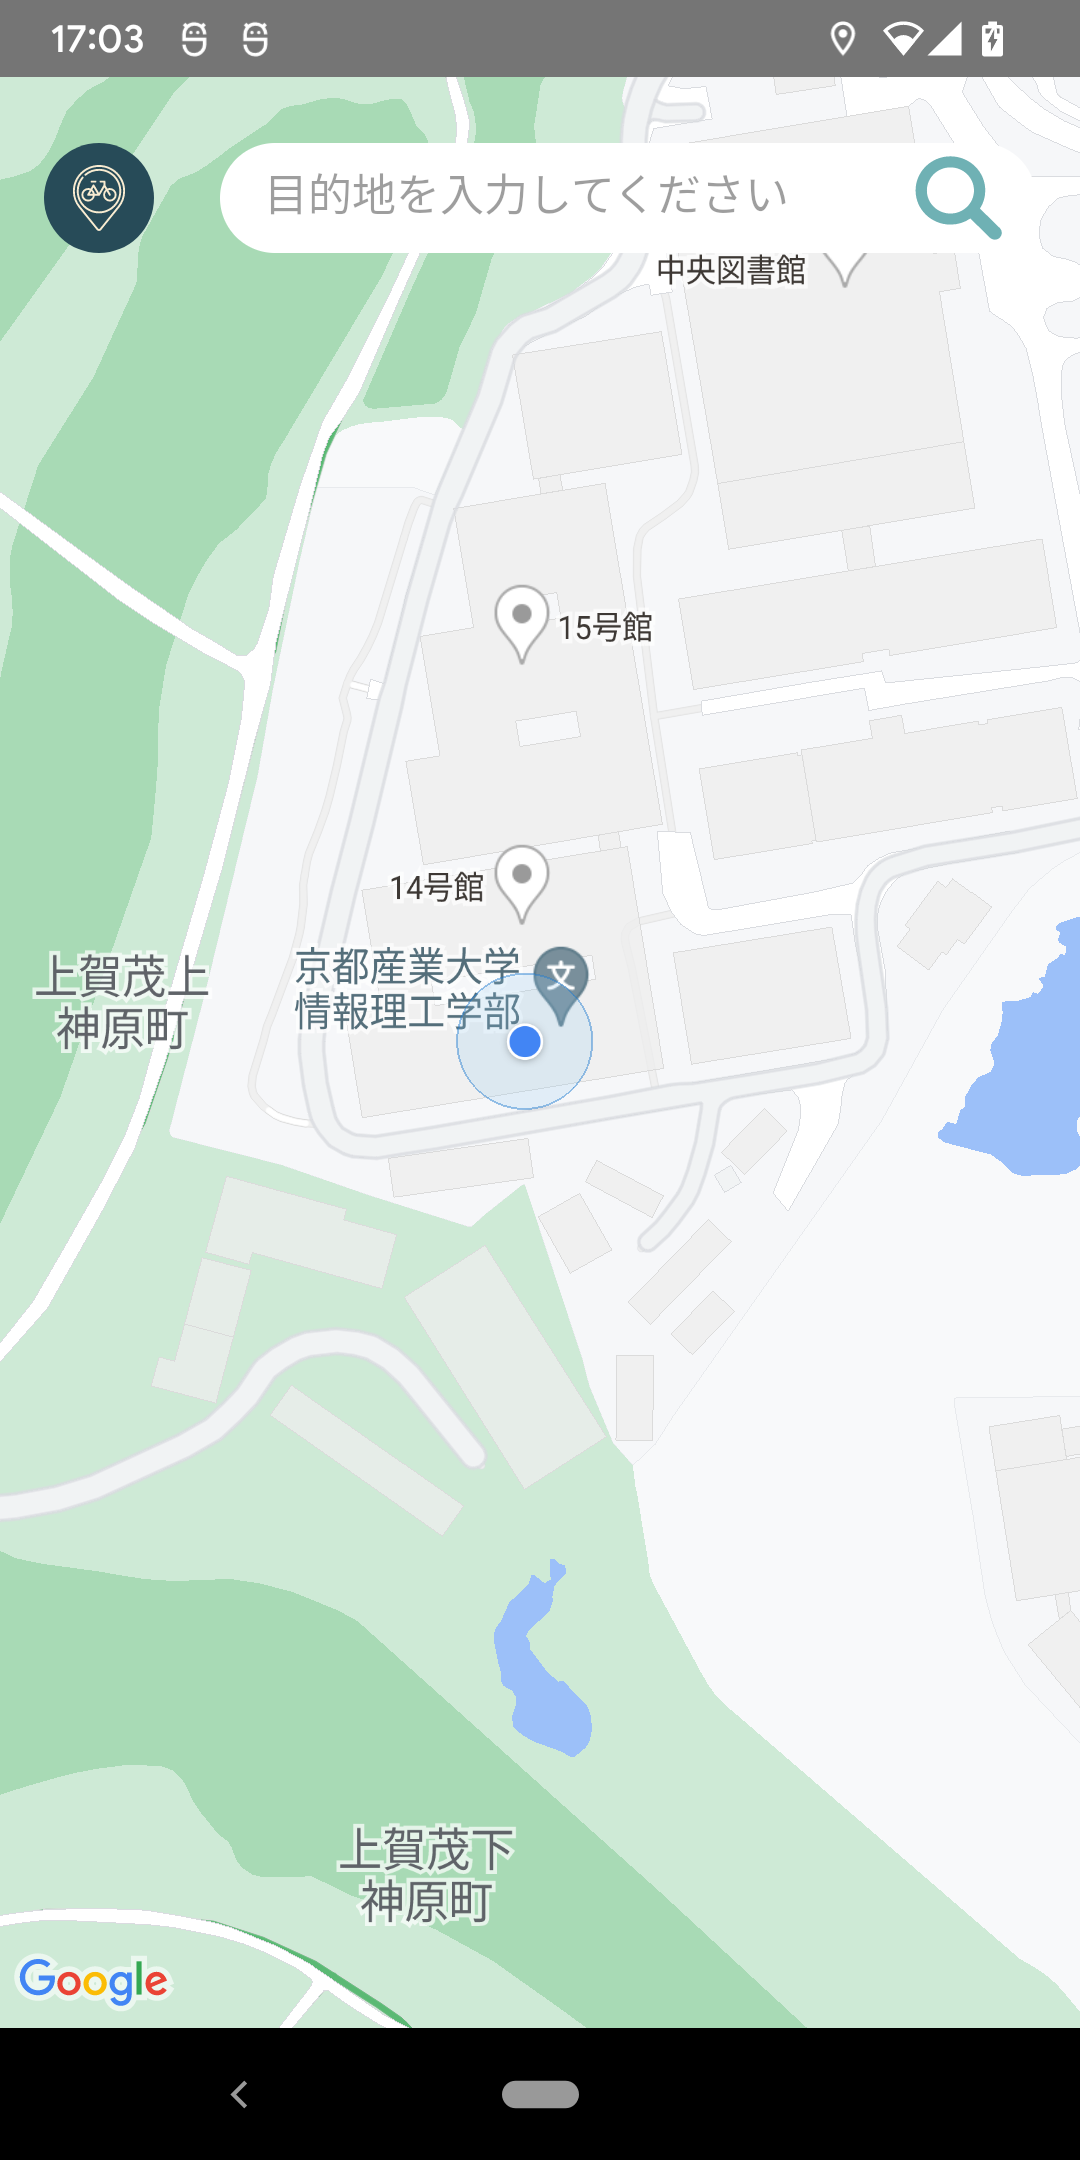 17:03
目的地を入力してください
中央図書館
15号館
14号館
京都産業大学
情報理工学部
文
上賀茂上
神原町
上賀茂下
神原町
Google